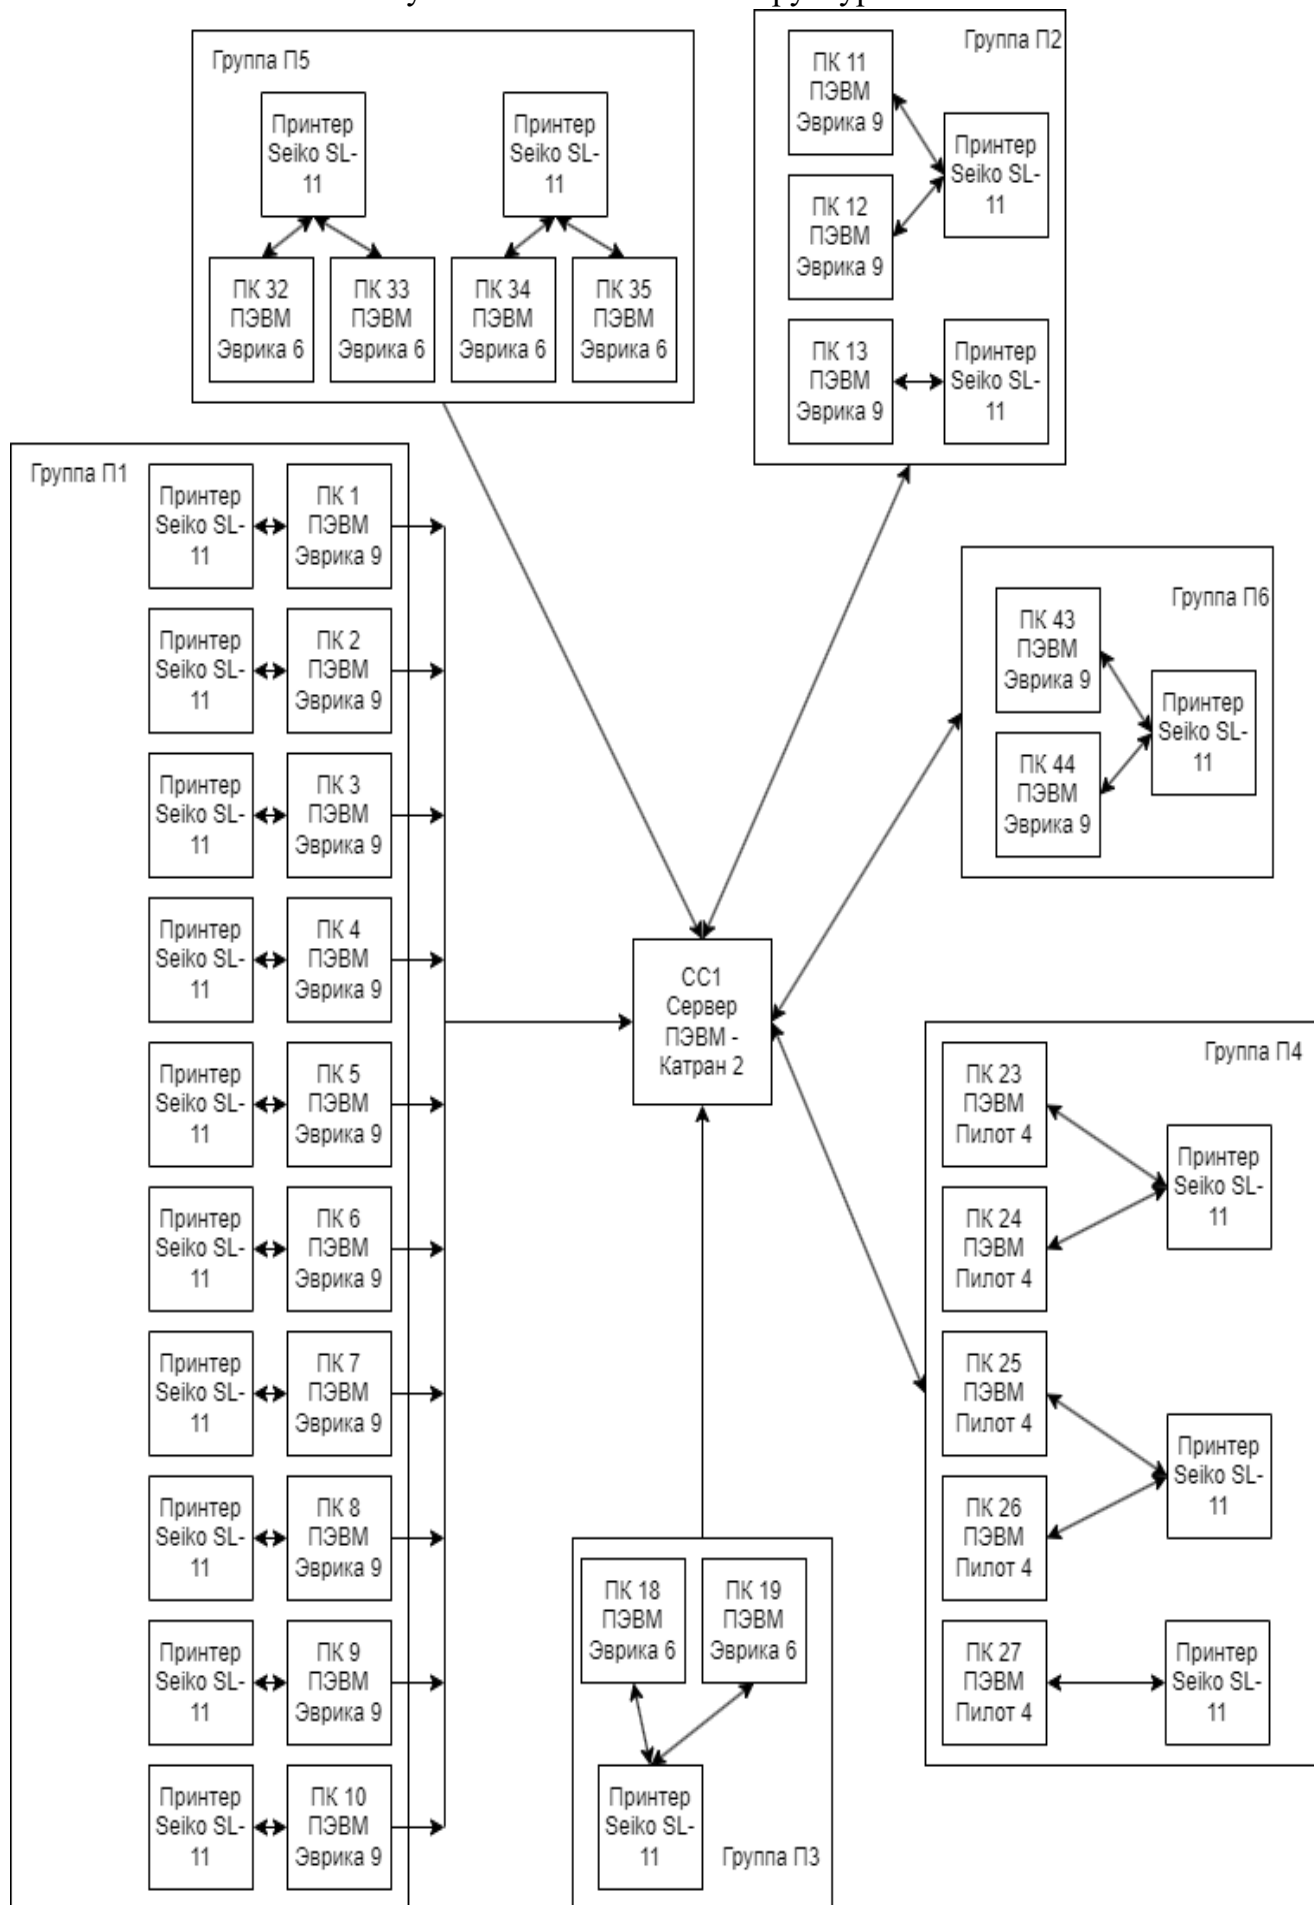 Группа П5
Принтер
Seiko SL-
11
Принтер
Seiko SL-
11
ПК 32
ПЭВМ
Эврика 6
ПК 33
ПЭВМ
Эврика 6
ПК 34
ПЭВМ
Эврика 6
ПК 35
ПЭВМ
Эврика 6
Группа П2
ПК 11
ПЭВМ
Эврика 9
Принтер
Seiko SL-
11
ПК 12
ПЭВМ
Эврика 9
ПК 13
ПЭВМ
Эврика 9
Принтер
Seiko SL-
11
Группа П1
Принтер
Seiko SL-
11
ПК 1
ПЭВМ
Эврика 9
Принтер
Seiko SL-
11
ПК 2
ПЭВМ
Эврика 9
Принтер
Seiko SL-
11
ПК 3
ПЭВМ
Эврика 9
Принтер
Seiko SL-
11
ПК 4
ПЭВМ
Эврика 9
Принтер
Seiko SL-
11
ПК 5
ПЭВМ
Эврика 9
Принтер
Seiko SL-
11
ПК 6
ПЭВМ
Эврика 9
Принтер
Seiko SL-
11
ПК 7
ПЭВМ
Эврика 9
Принтер
Seiko SL-
11
ПК 8
ПЭВМ
Эврика 9
Принтер
Seiko SL-
11
ПК 9
ПЭВМ
Эврика 9
Принтер
Seiko SL-
11
ПК 10
ПЭВМ
Эврика 9
Группа П6
ПК 43
ПЭВМ
Эврика 9
Принтер
Seiko SL-
11
ПК 44
ПЭВМ
Эврика 9
СС1
Сервер
ПЭВМ -
Катран 2
Группа П4
ПК 23
ПЭВМ
Пилот 4
Принтер
Seiko SL-
11
ПК 24
ПЭВМ
Пилот 4
ПК 25
ПЭВМ
Пилот 4
Принтер
Seiko SL-
11
ПК 26
ПЭВМ
Пилот 4
ПК 27
ПЭВМ
Пилот 4
Принтер
Seiko SL-
11
ПК 18
ПЭВМ
Эврика 6
ПК 19
ПЭВМ
Эврика 6
Принтер
Seiko SL-
11
Группа П3